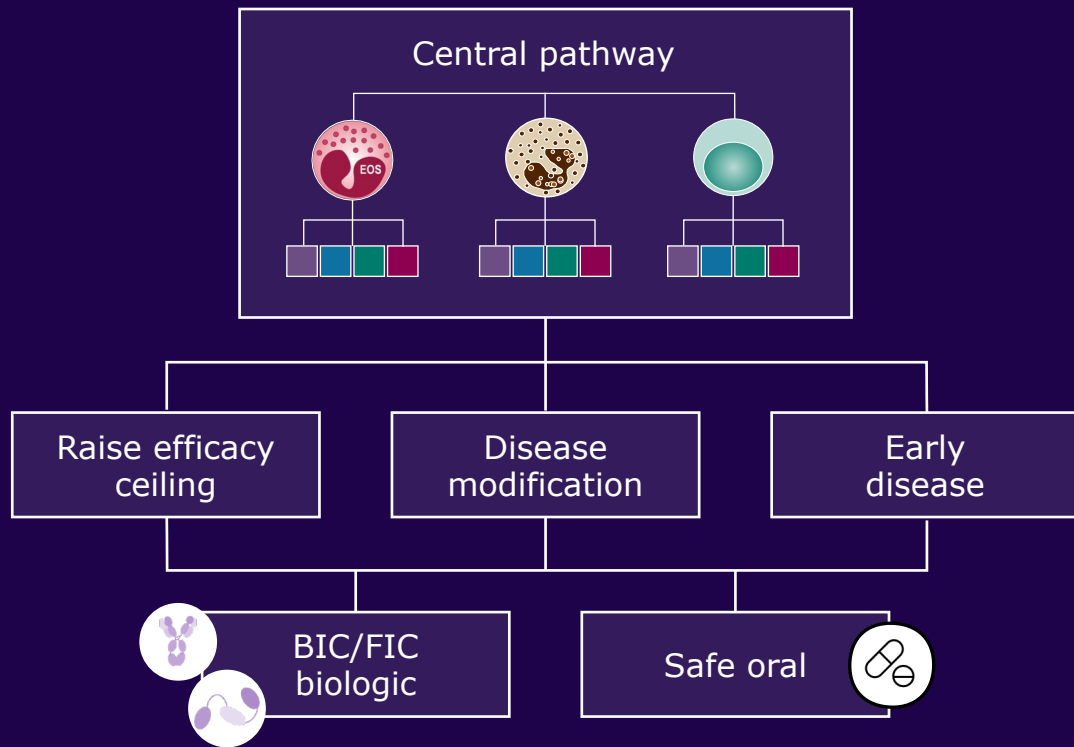 Central pathway
EOS
Raise efficacy
ceiling
Disease
modification
Early
disease
BIC/FIC
biologic
Safe oral